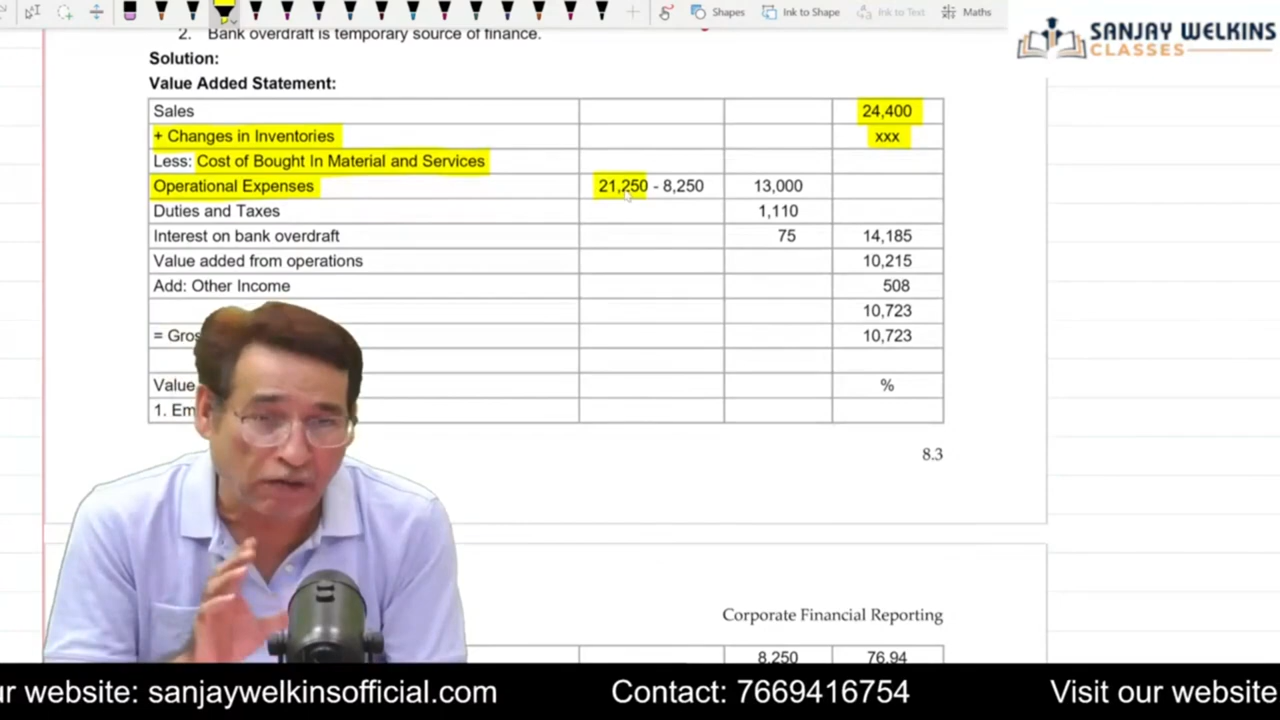 Shapes Ink to Shape Ink to Text Maths
SANJAY WELKINS
CLASSES
2. Bank overdraft is temporary source of finance.
Solution:
Value Added Statement:
Sales 24,400
+ Changes in Inventories xxx
Less: Cost of Bought In Material and Services
Operational Expenses 21,250 - 8,250 13,000
Duties and Taxes 1,110
Interest on bank overdraft 75 14,185
Value added from operations 10,215
Add: Other Income 508
10,723
= Gros 10,723
Value %
1. Em
8.3
Corporate Financial Reporting
8,250 76.94
ur website: sanjaywelkinsofficial.com Contact: 7669416754 Visit our website